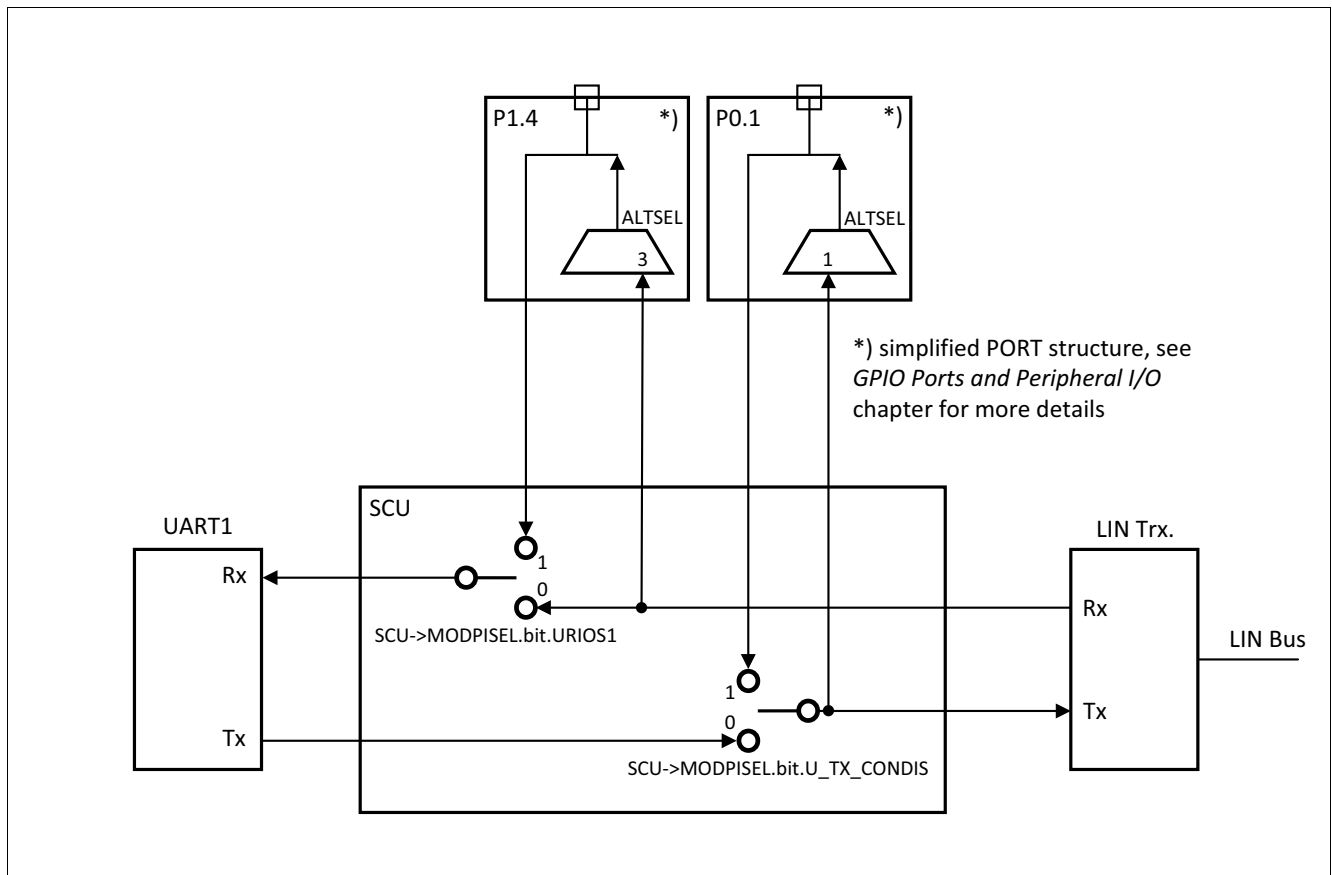 P1.4
*)
P0.1
*)
ALTSEL
ALTSEL
3
1
*) simplified PORT structure, see
GPIO Ports and Peripheral I/O
chapter for more details
SCU
UART1
LIN Trx.
1
Rx
0
Rx
SCU->MODPISEL.bit.URIOS1
LIN Bus
1
Tx
0
Tx
SCU->MODPISEL.bit.U_TX_CONDIS